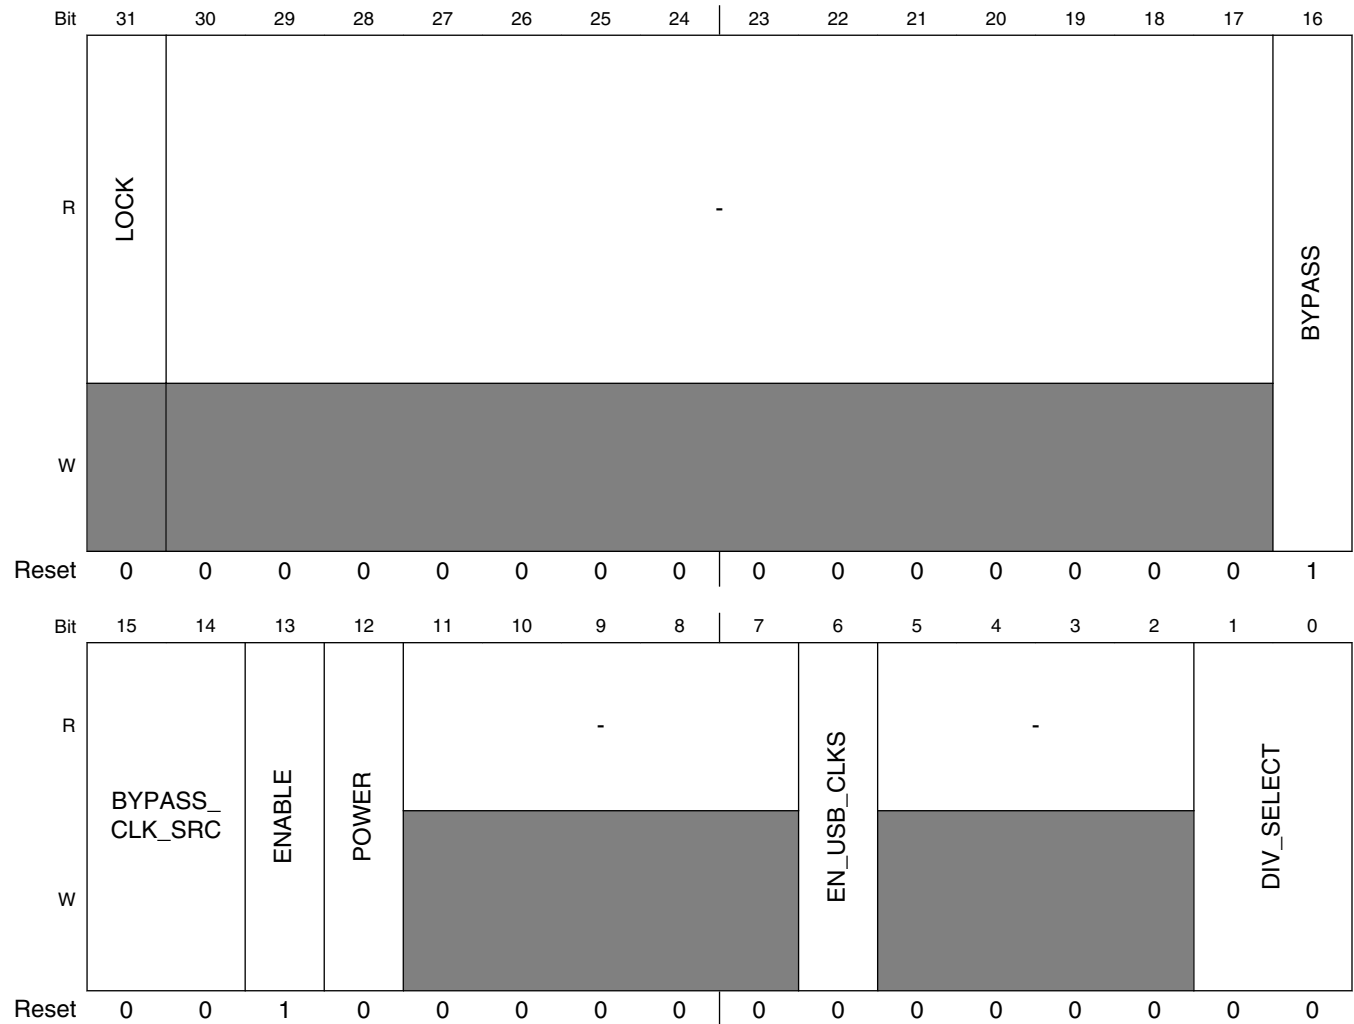 Bit 31 30 29 28 27 26 25 24 23 22 21 20 19 18 17 16
R LOCK - BYPASS
W
Reset 0 0 0 0 0 0 0 0 0 0 0 0 0 0 0 1
Bit 15 14 13 12 11 10 9 8 7 6 5 4 3 2 1 0
R - -
BYPASS_
CLK_SRC
ENABLE
POWER
EN_USB_CLKS
DIV_SELECT
W
Reset 0 0 1 0 0 0 0 0 0 0 0 0 0 0 0 0